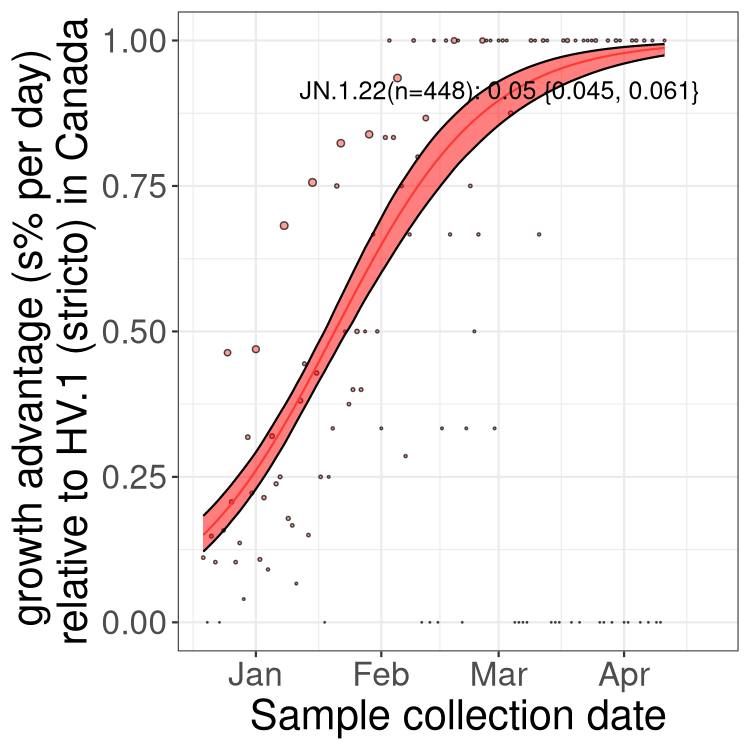 growth advantage (s% per day)
relative to HV.1 (stricto) in Canada
1.00
0.75
0.50
0.25
0.00
JN.1.22(n=448): 0.05 {0.045, 0.061}
Jan Feb Mar Apr
Sample collection date